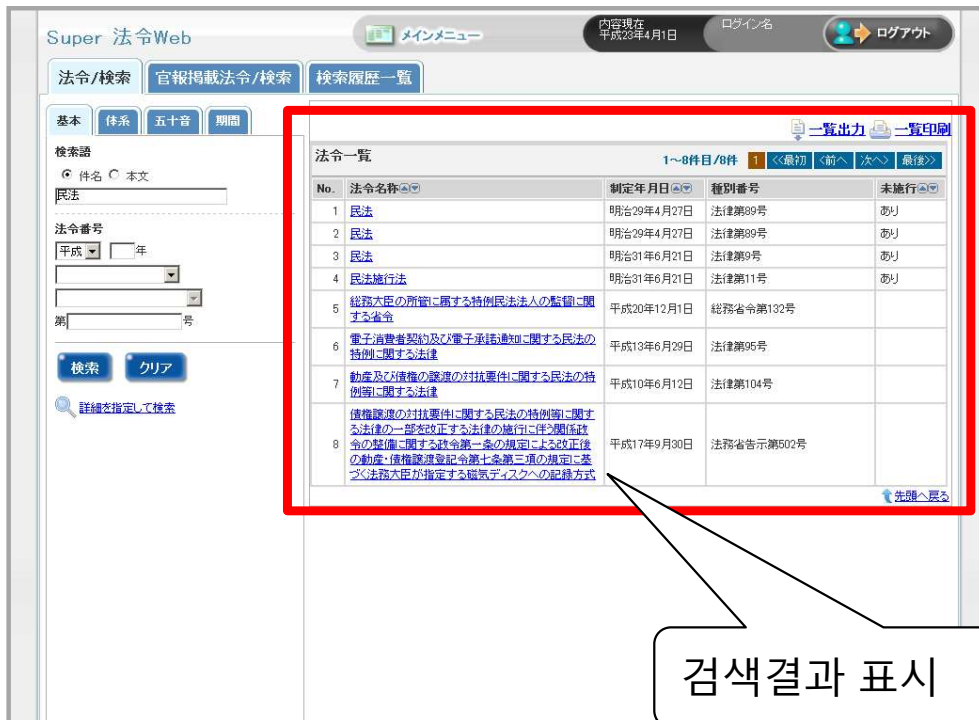 Super 法令Web
メインメニュー
内容現在
平成23年4月1日
ログイン名
ログアウト
法令/検索
官報掲載法令/検索
検索履歴一覧
基本
体系
五十音
期間
検索語
件名
本文
民法
法令番号
平成
年
第
号
検索
クリア
詳細を指定して検索
一覧出力
一覧印刷
法令一覧
1~8件目/8件 1 <<最初 <前へ 次へ> 最後>>
No. 法令名称 制定年月日 種別番号 未施行
1 民法 明治29年4月27日 法律第89号 あり
2 民法 明治29年4月27日 法律第89号 あり
3 民法 明治31年6月21日 法律第9号 あり
4 民法施行法 明治31年6月21日 法律第11号 あり
5 総務大臣の所管に属する特例民法法人の監督に関
する省令 平成20年12月1日 総務省令第132号
6 電子消費者契約及び電子承諾通知に関する民法の
特例に関する法律 平成13年6月29日 法律第95号
7 動産及び債権の譲渡の対抗要件に関する民法の特
例等に関する法律 平成10年6月12日 法律第104号
8 債権譲渡の対抗要件に関する民法の特例等に関す
る法律の一部を改正する法律の施行に伴う関係政
令の整備に関する政令第一条の規定による改正後
の動産・債権譲渡登記令第七条第三項の規定に基
づく法務大臣が指定する磁気ディスクへの記録方式 平成17年9月30日 法務省告示第502号
先頭へ戻る
검색결과 표시